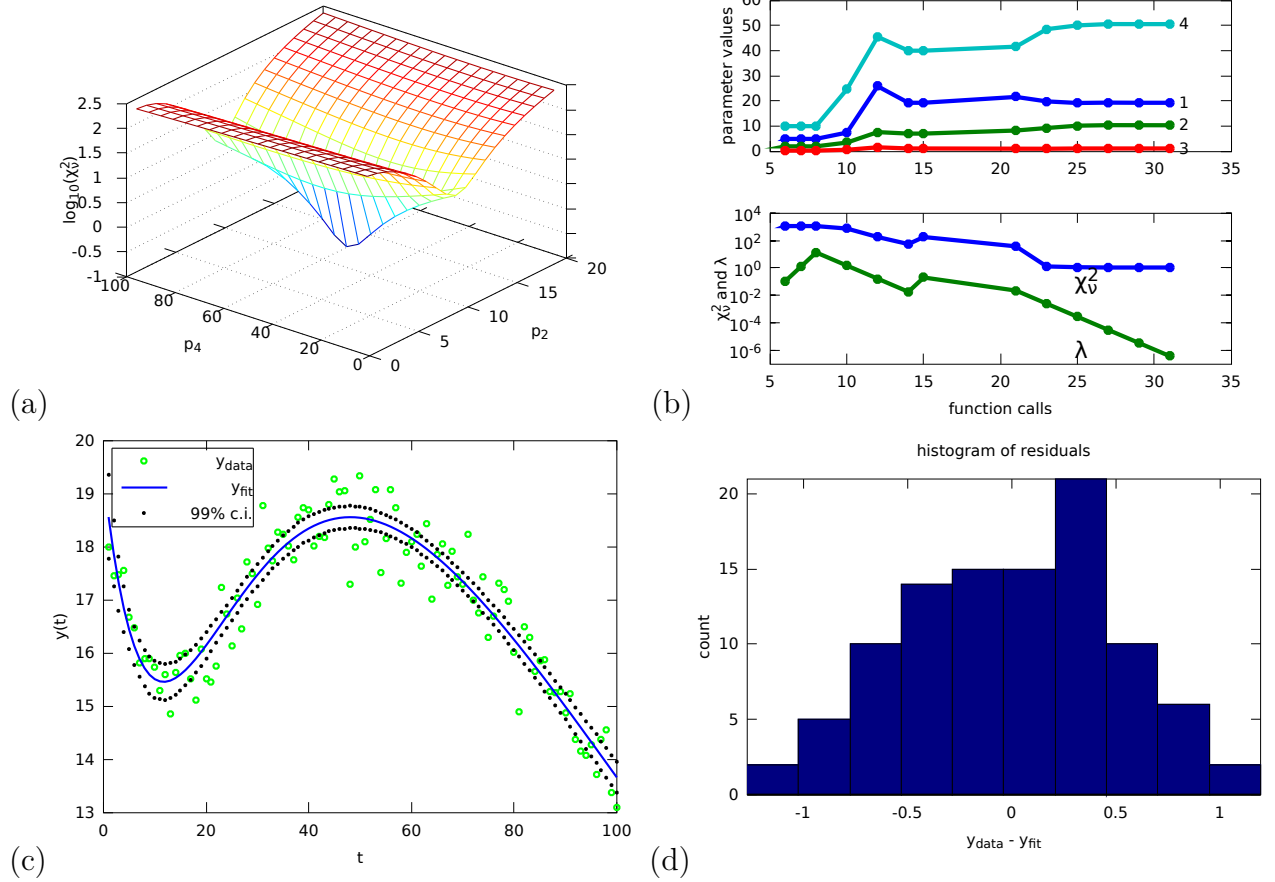 2.5
2
1.5
1
0.5
0
-0.5
-1
log10(χ²ν)
100
80
60
40
20
0
p4
0
5
10
15
20
p2
(a)
60
50
40
30
20
10
0
parameter values
4
1
2
3
5 10 15 20 25 30 35
10^4
10^2
10^0
10^-2
10^-4
10^-6
χ²ν and λ
χ²ν
λ
5 10 15 20 25 30 35
function calls
(b)
20
19
18
17
16
15
14
13
y(t)
ydata
yfit
99% c.i.
0 20 40 60 80 100
t
(c)
histogram of residuals
20
15
10
5
0
count
-1 -0.5 0 0.5 1
ydata - yfit
(d)